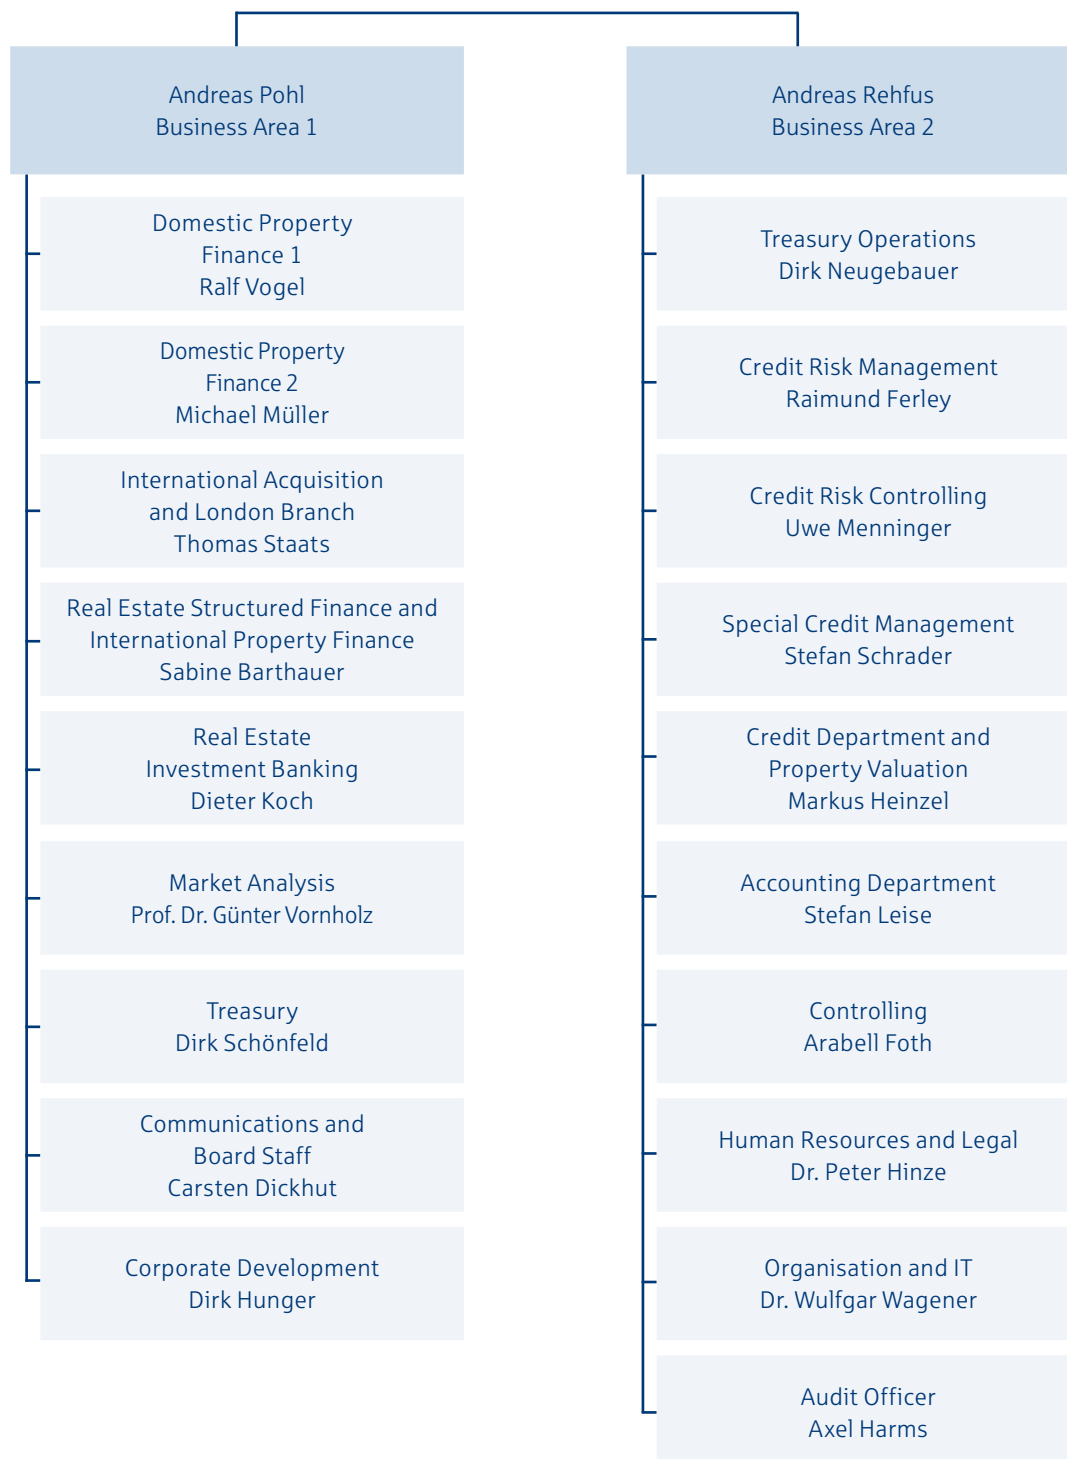 Andreas Pohl
Business Area 1
Domestic Property
Finance 1
Ralf Vogel
Domestic Property
Finance 2
Michael Müller
International Acquisition
and London Branch
Thomas Staats
Real Estate Structured Finance and
International Property Finance
Sabine Barthauer
Real Estate
Investment Banking
Dieter Koch
Market Analysis
Prof. Dr. Günter Vornholz
Treasury
Dirk Schönfeld
Communications and
Board Staff
Carsten Dickhut
Corporate Development
Dirk Hunger
Andreas Rehfus
Business Area 2
Treasury Operations
Dirk Neugebauer
Credit Risk Management
Raimund Ferley
Credit Risk Controlling
Uwe Menninger
Special Credit Management
Stefan Schrader
Credit Department and
Property Valuation
Markus Heinzel
Accounting Department
Stefan Leise
Controlling
Arabell Foth
Human Resources and Legal
Dr. Peter Hinze
Organisation and IT
Dr. Wulfgar Wagener
Audit Officer
Axel Harms